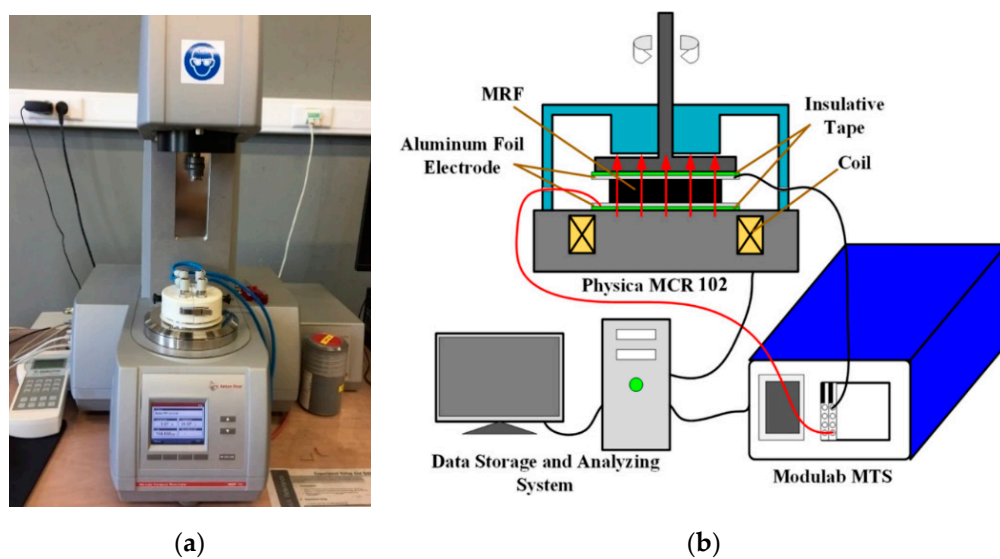 MRF
Insulative
Tape
Aluminum Foil
Electrode
Coil
Physica MCR 102
Data Storage and Analyzing
System
Modulab MTS
(a)
(b)